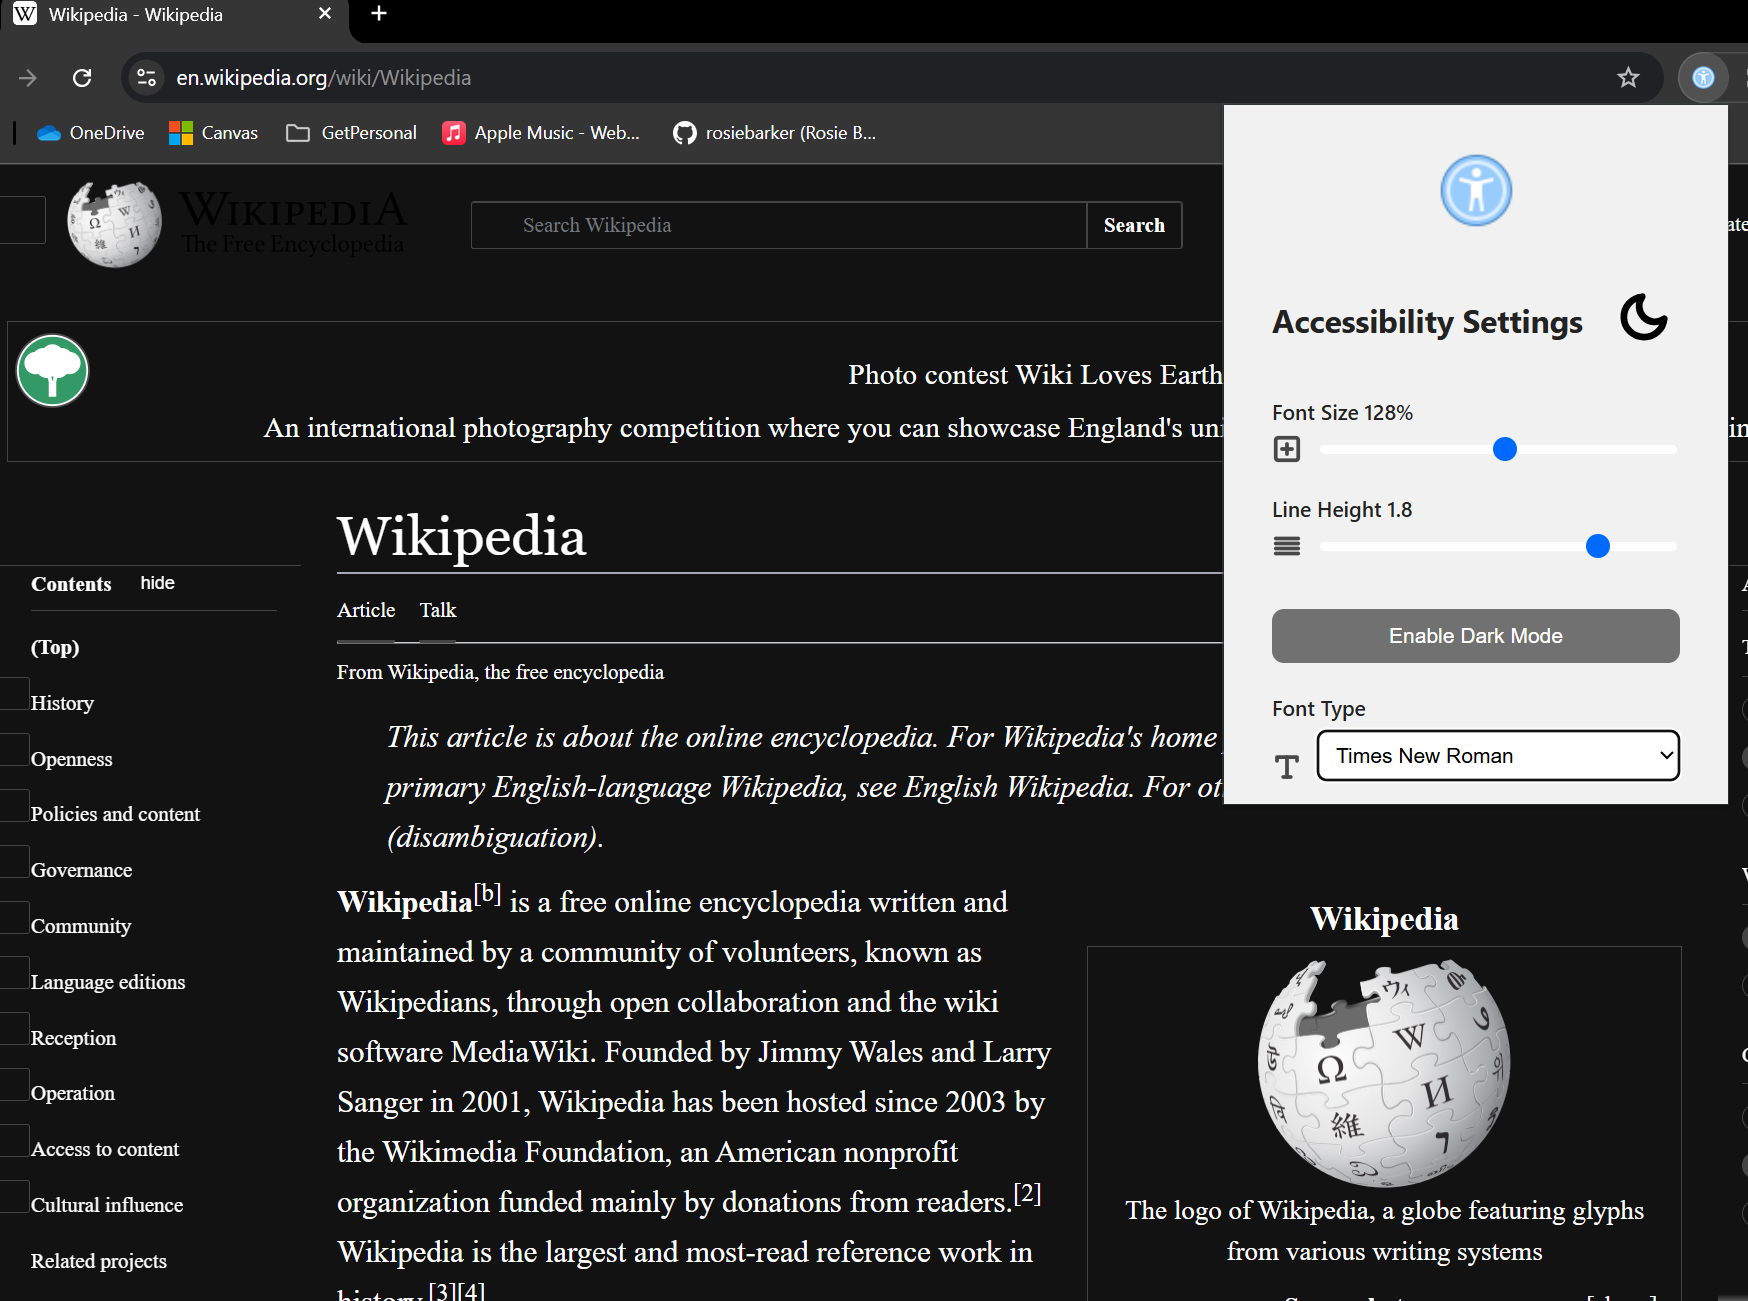 Wikipedia - Wikipedia
en.wikipedia.org/wiki/Wikipedia
OneDrive
Canvas
GetPersonal
Apple Music - Web...
rosiebarker (Rosie B...
WIKIPEDIA
The Free Encyclopedia
Search Wikipedia
Search
Photo contest Wiki Loves Earth
An international photography competition where you can showcase England's
Contents
hide
(Top)
History
Openness
Policies and content
Governance
Community
Language editions
Reception
Operation
Access to content
Cultural influence
Related projects
Wikipedia
Article
Talk
From Wikipedia, the free encyclopedia
This article is about the online encyclopedia. For Wikipedia's home
primary English-language Wikipedia, see English Wikipedia. For
(disambiguation).
Wikipedia[b] is a free online encyclopedia written and
maintained by a community of volunteers, known as
Wikipedians, through open collaboration and the wiki
software MediaWiki. Founded by Jimmy Wales and Larry
Sanger in 2001, Wikipedia has been hosted since 2003 by
the Wikimedia Foundation, an American nonprofit
organization funded mainly by donations from readers.[2]
Wikipedia is the largest and most-read reference work in
history.[3][4]
Wikipedia
The logo of Wikipedia, a globe featuring glyphs
from various writing systems
Accessibility Settings
Font Size 128%
Line Height 1.8
Enable Dark Mode
Font Type
Times New Roman